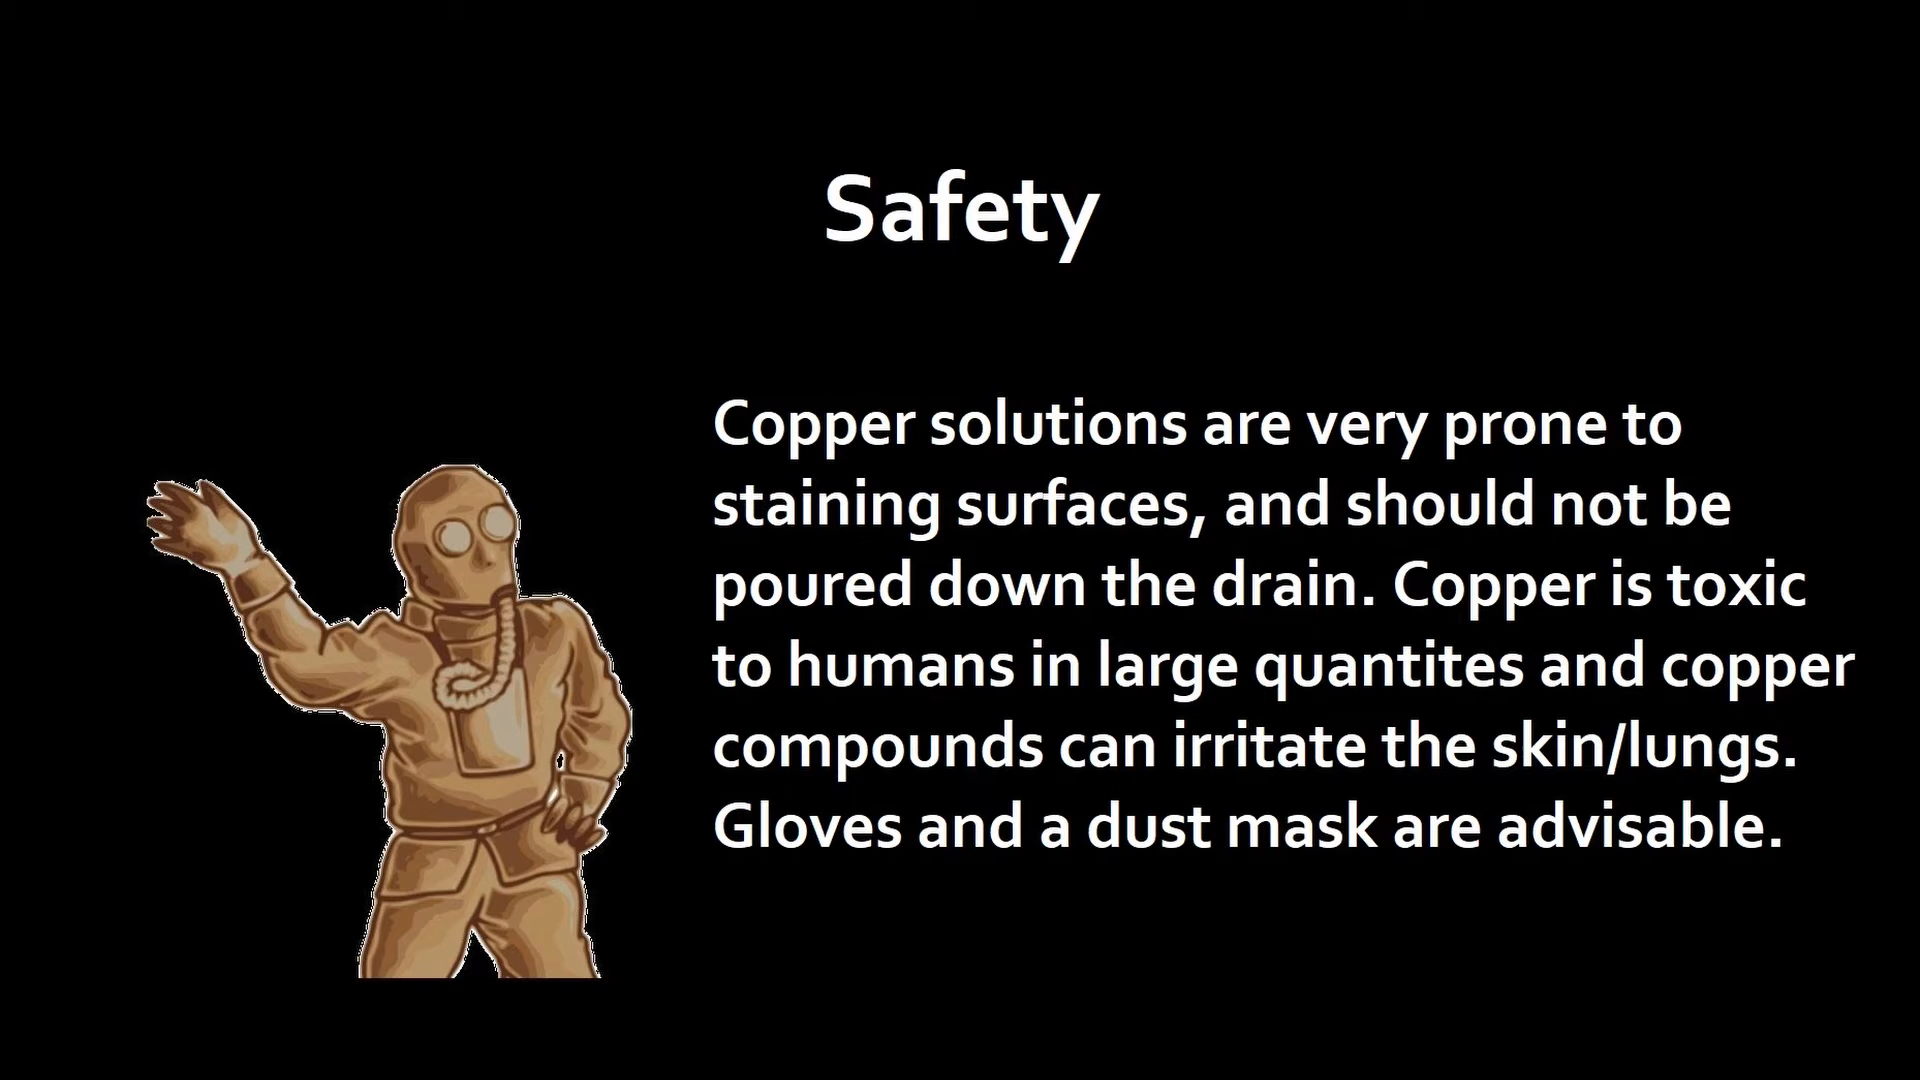 Safety
Copper solutions are very prone to
staining surfaces, and should not be
poured down the drain. Copper is toxic
to humans in large quantites and copper
compounds can irritate the skin/lungs.
Gloves and a dust mask are advisable.